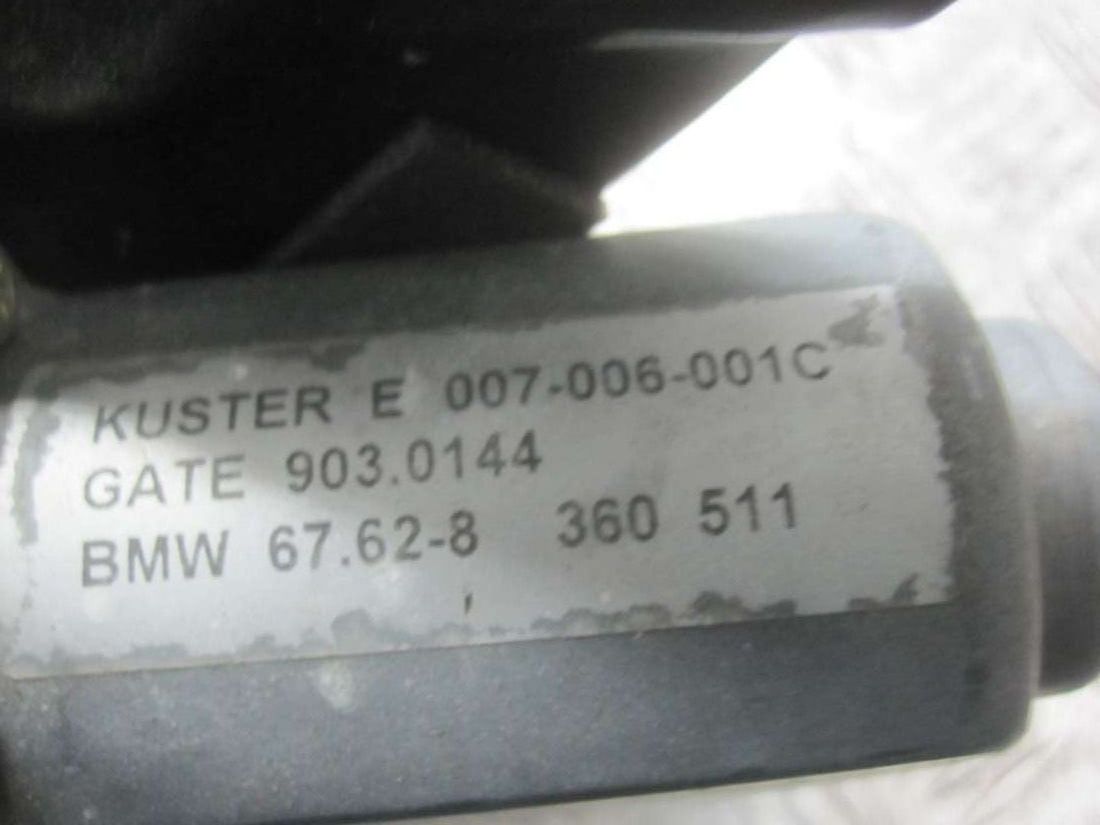 KUSTER E 007-006-001C
GATE 903.0144
BMW 67.62-8 360 511